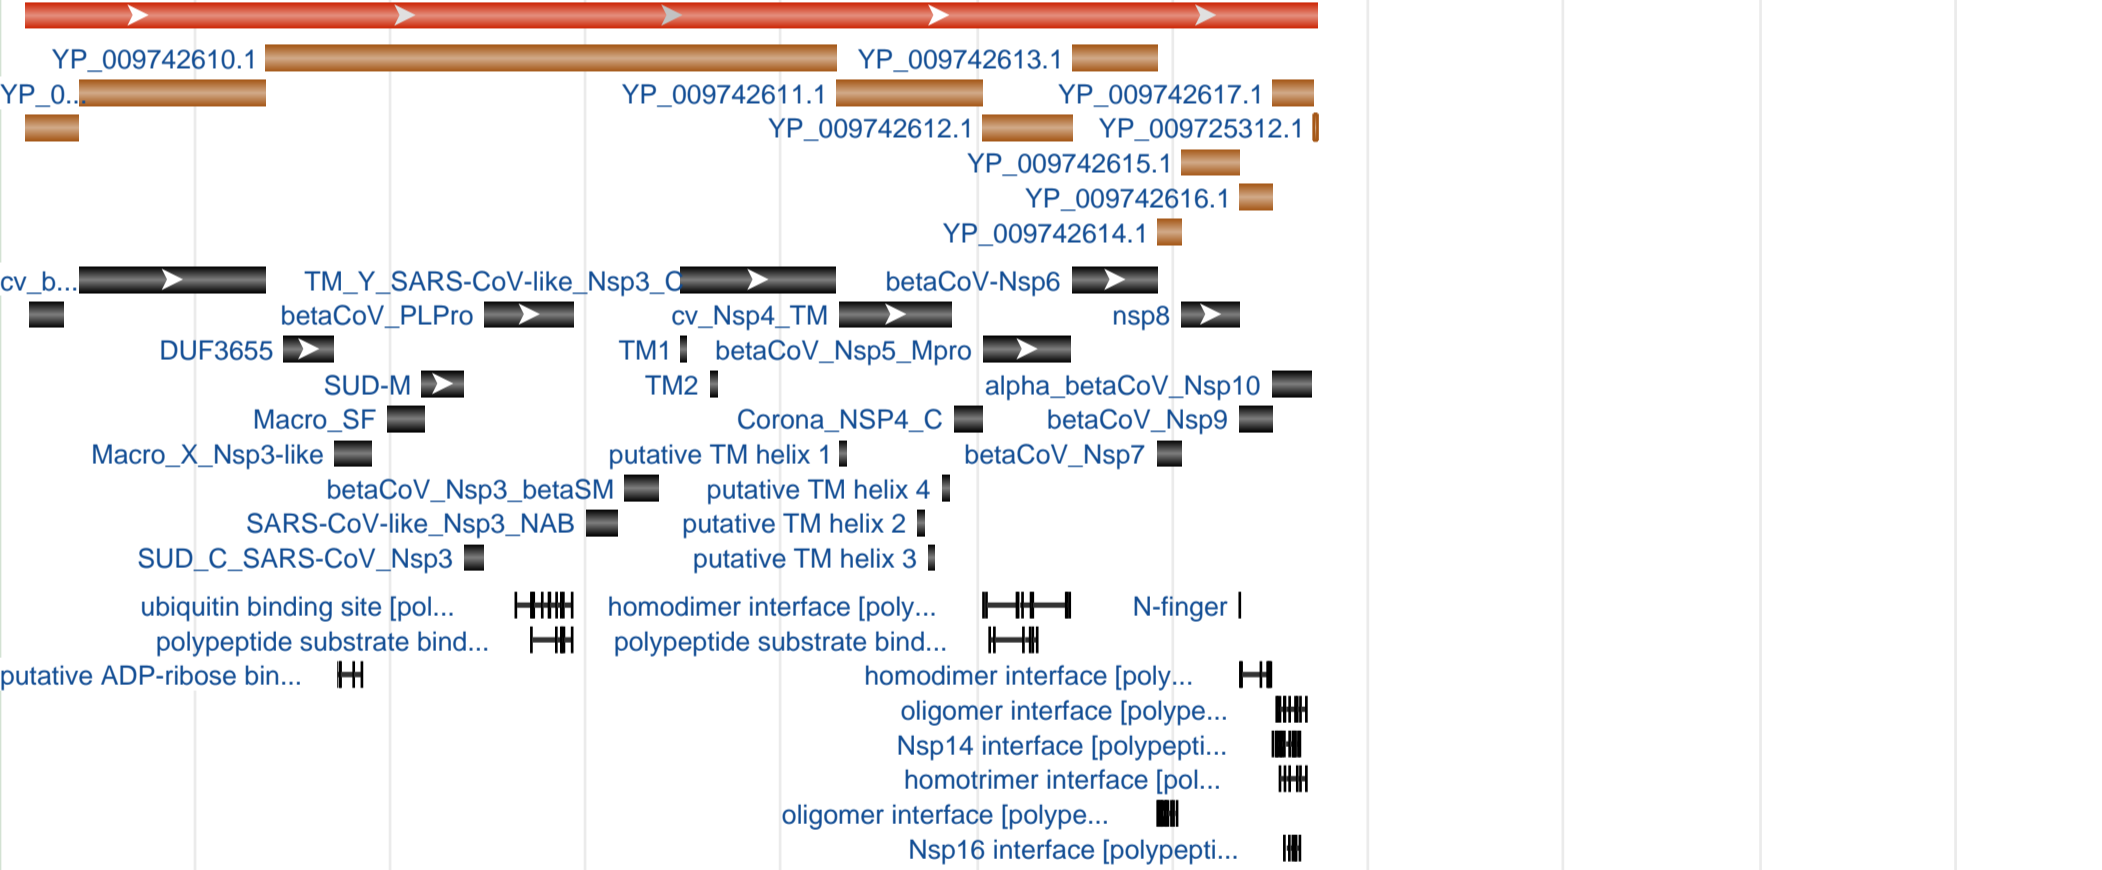 YP_009742610.1 YP_009742613.1
YP_0... YP_009742611.1 YP_009742617.1
YP_009742612.1 YP_009725312.1
YP_009742615.1
YP_009742616.1
YP_009742614.1
cv_b... TM_Y_SARS-CoV-like_Nsp3_C betaCoV-Nsp6
betaCoV_PLPro cv_Nsp4_TM nsp8
DUF3655 TM1 betaCoV_Nsp5_Mpro
SUD-M TM2 alpha_betaCoV_Nsp10
Macro_SF Corona_NSP4_C betaCoV_Nsp9
Macro_X_Nsp3-like putative TM helix 1 betaCoV_Nsp7
betaCoV_Nsp3_betaSM putative TM helix 4
SARS-CoV-like_Nsp3_NAB putative TM helix 2
SUD_C_SARS-CoV_Nsp3 putative TM helix 3
ubiquitin binding site [pol... homodimer interface [poly... N-finger
polypeptide substrate bind... polypeptide substrate bind...
putative ADP-ribose bin... homodimer interface [poly...
oligomer interface [polype...
Nsp14 interface [polypepti...
homotrimer interface [pol...
oligomer interface [polype...
Nsp16 interface [polypepti...